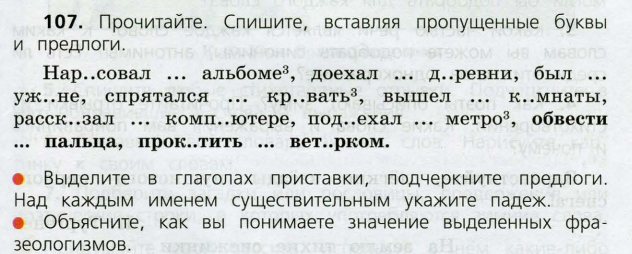 107. Прочитайте. Спишите, вставляя пропущенные буквы
и предлоги.
Нар..совал ... альбоме³, доехал ... д..ревни, был ...
уж..не, прятался ... кр..вать³, вышел ... к..мнаты,
расск..зал ... комп..ютере, под..ехал ... метро³, обвести
... пальца, прок..тить ... вет..рком.
● Выделите в глаголах приставки, подчеркните предлоги.
Над каждым именем существительным укажите падеж.
● Объясните, как вы понимаете значение выделенных фра-
зеологизмов.